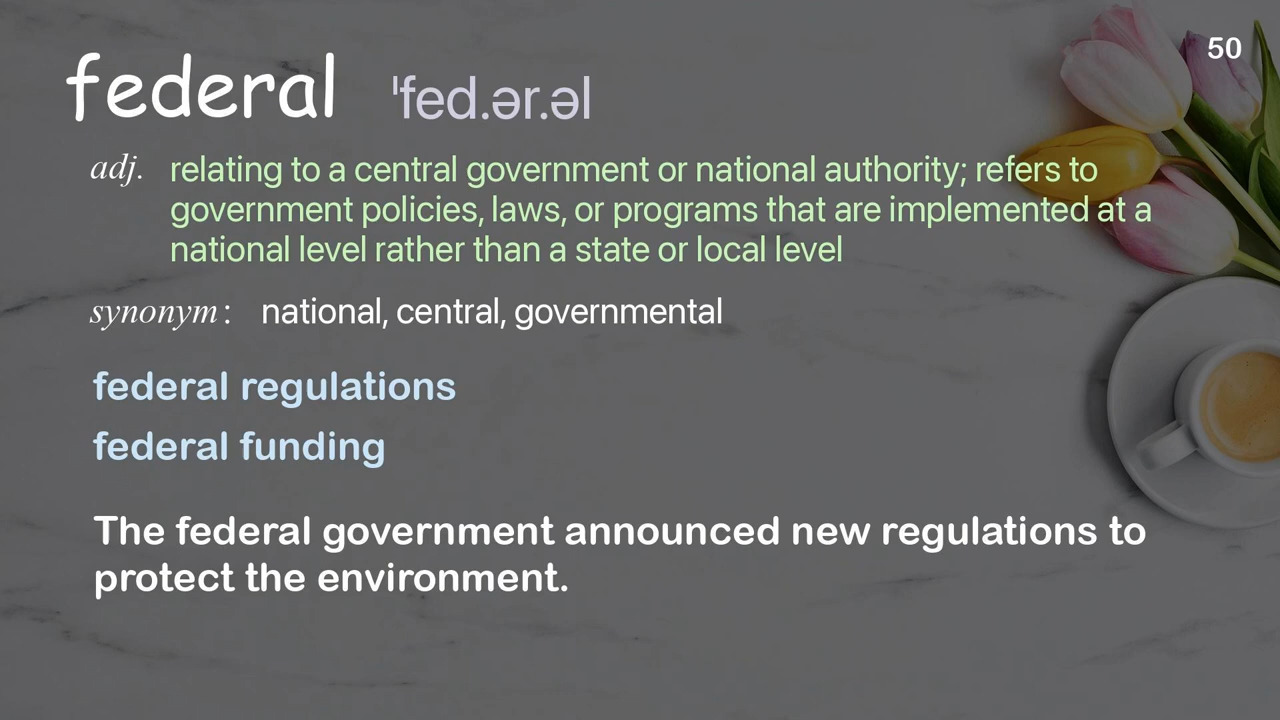 50
federal ˈfed.ər.əl
adj. relating to a central government or national authority; refers to
government policies, laws, or programs that are implemented at a
national level rather than a state or local level
synonym: national, central, governmental
federal regulations
federal funding
The federal government announced new regulations to
protect the environment.